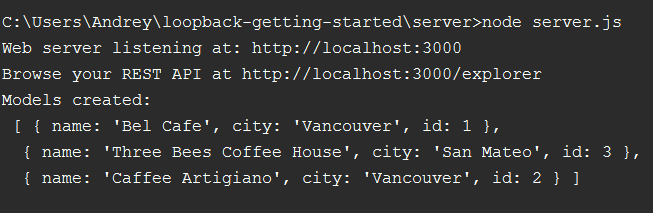 C:\Users\Andrey\loopback-getting-started\server>node server.js
Web server listening at: http://localhost:3000
Browse your REST API at http://localhost:3000/explorer
Models created:
[ { name: 'Bel Cafe', city: 'Vancouver', id: 1 },
{ name: 'Three Bees Coffee House', city: 'San Mateo', id: 3 },
{ name: 'Caffee Artigiano', city: 'Vancouver', id: 2 } ]